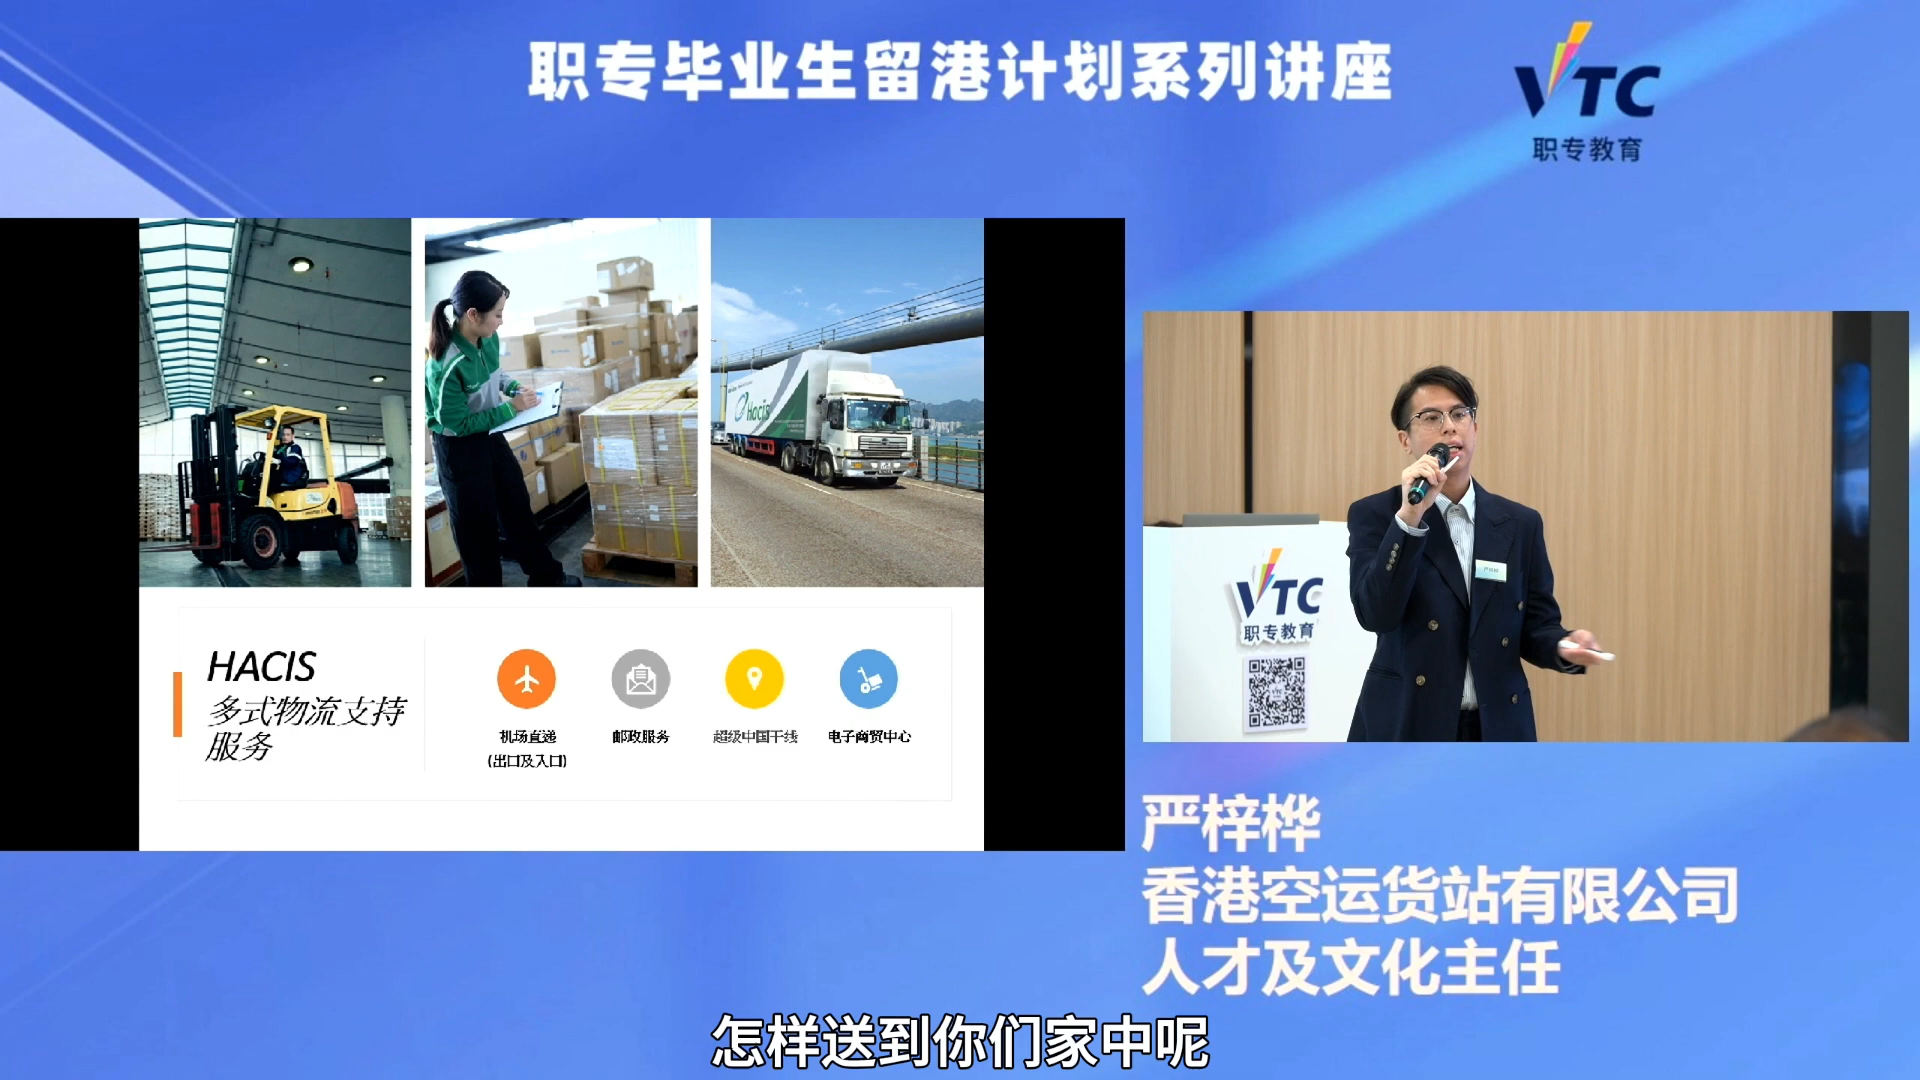 职专毕业生留港计划系列讲座
VTC
职专教育
Hacis
HACIS
多式物流支持
服务
机场直递
(出口及入口)
邮政服务
超级中国干线
电子商贸中心
VTC
职专教育
严梓桦
香港空运货站有限公司
人才及文化主任
怎样送到你们家中呢